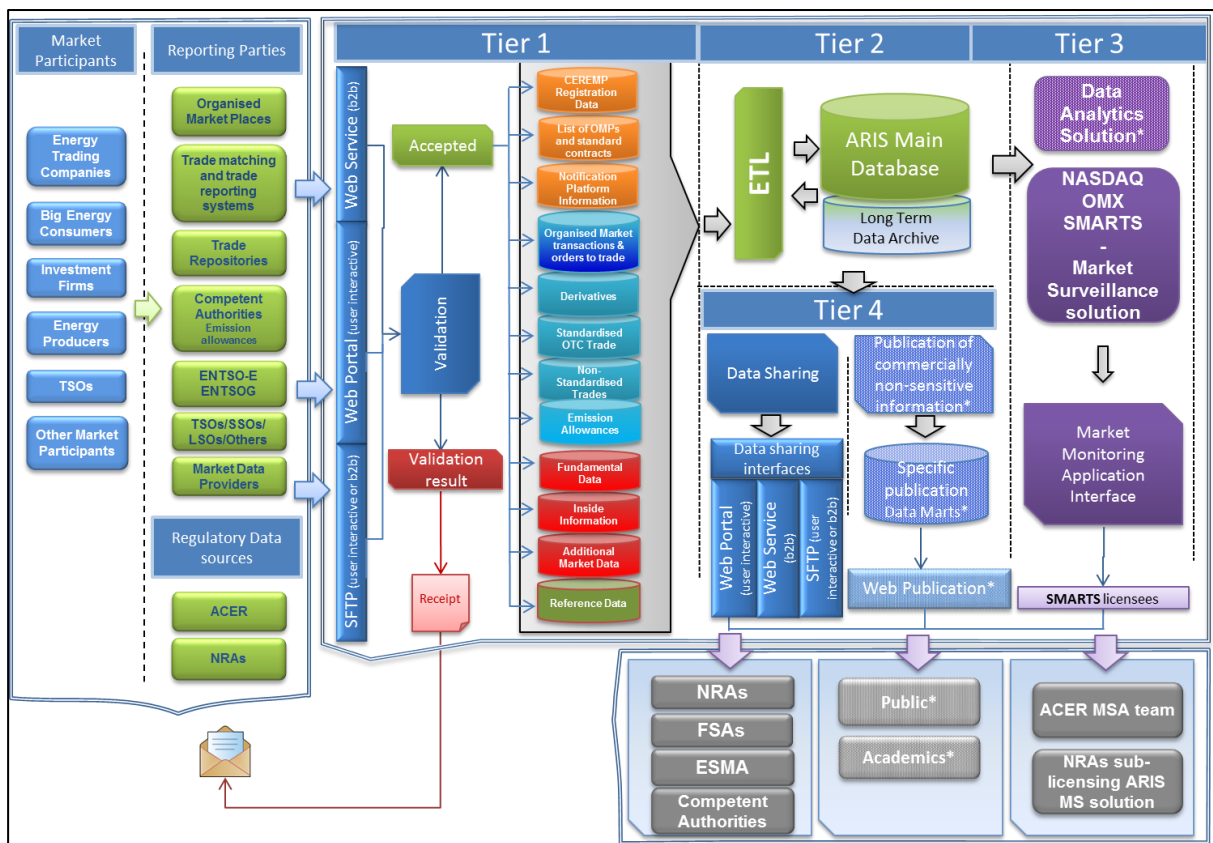 Market
Participants
Energy
Trading
Companies
Big Energy
Consumers
Investment
Firms
Energy
Producers
TSOs
Other Market
Participants
Reporting Parties
Organised
Market Places
Trade matching
and trade
reporting
systems
Trade
Repositories
Competent
Authorities
Emission
allowances
ENTSO-E
ENTSOG
TSOs/SSOs/
LSOs/Others
Market Data
Providers
Regulatory Data
sources
ACER
NRAs
Tier 1
Web Service (b2b)
Web Portal (user interactive)
SFTP (user interactive or b2b)
Accepted
Validation
Validation
result
Receipt
CEREMP
Registration
Data
List of OMPs
and standard
contracts
Notification
Platform
Information
Organised Market
transactions &
orders to trade
Derivatives
Standardised
OTC Trade
Non-
Standardised
Trades
Emission
Allowances
Fundamental
Data
Inside
Information
Additional
Market Data
Reference Data
Tier 2
ETL
ARIS Main
Database
Long Term
Data Archive
Tier 4
Data Sharing
Data sharing
interfaces
Web Portal
(user interactive)
Web Service
(b2b)
SFTP (user
interactive or b2b)
Publication of
commercially
non-sensitive
information*
Specific
publication
Data Marts*
Web Publication*
Tier 3
Data
Analytics
Solution*
NASDAQ
OMX
SMARTS
-
Market
Surveillance
solution
Market
Monitoring
Application
Interface
SMARTS licensees
NRAs
FSAs
ESMA
Competent
Authorities
Public*
Academics*
ACER MSA team
NRAs sub-
licensing ARIS
MS solution